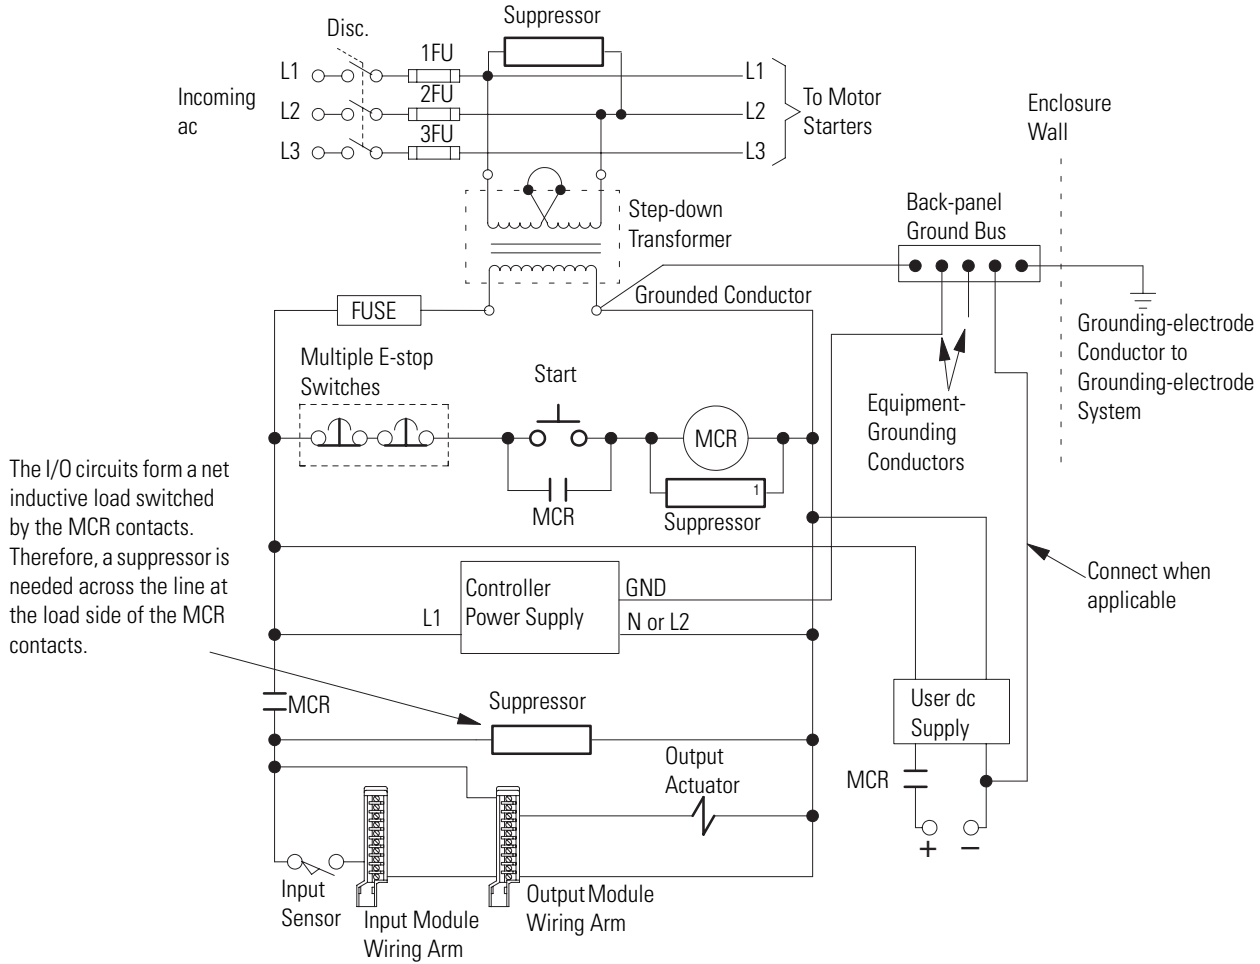 Suppressor
Disc.
1FU
L1
L1
Incoming
ac
2FU
L2
L2
To Motor
Starters
3FU
L3
L3
Enclosure
Wall
Step-down
Transformer
Back-panel
Ground Bus
Grounded Conductor
FUSE
Grounding-electrode
Conductor to
Grounding-electrode
System
Multiple E-stop
Switches
Start
Equipment-
Grounding
Conductors
MCR
MCR
1
Suppressor
The I/O circuits form a net
inductive load switched
by the MCR contacts.
Therefore, a suppressor is
needed across the line at
the load side of the MCR
contacts.
Controller
Power Supply
GND
L1
N or L2
Connect when
applicable
MCR
Suppressor
User dc
Supply
Output
Actuator
MCR
+ –
Input
Sensor
Input Module
Wiring Arm
Output Module
Wiring Arm